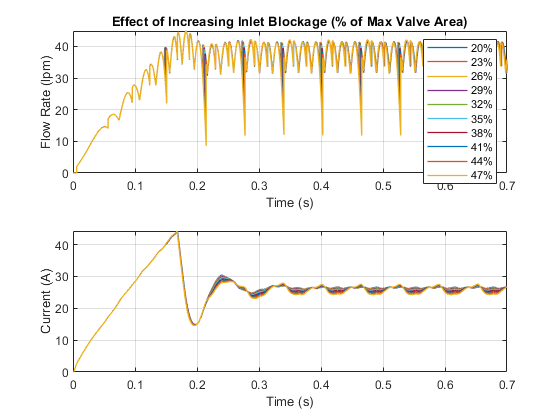 Effect of Increasing Inlet Blockage (% of Max Valve Area)
40
30
20
10
0
Flow Rate (lpm)
0 0.1 0.2 0.3 0.4 0.5 0.6 0.7
Time (s)
20%
23%
26%
29%
32%
35%
38%
41%
44%
47%
40
30
20
10
0
Current (A)
0 0.1 0.2 0.3 0.4 0.5 0.6 0.7
Time (s)